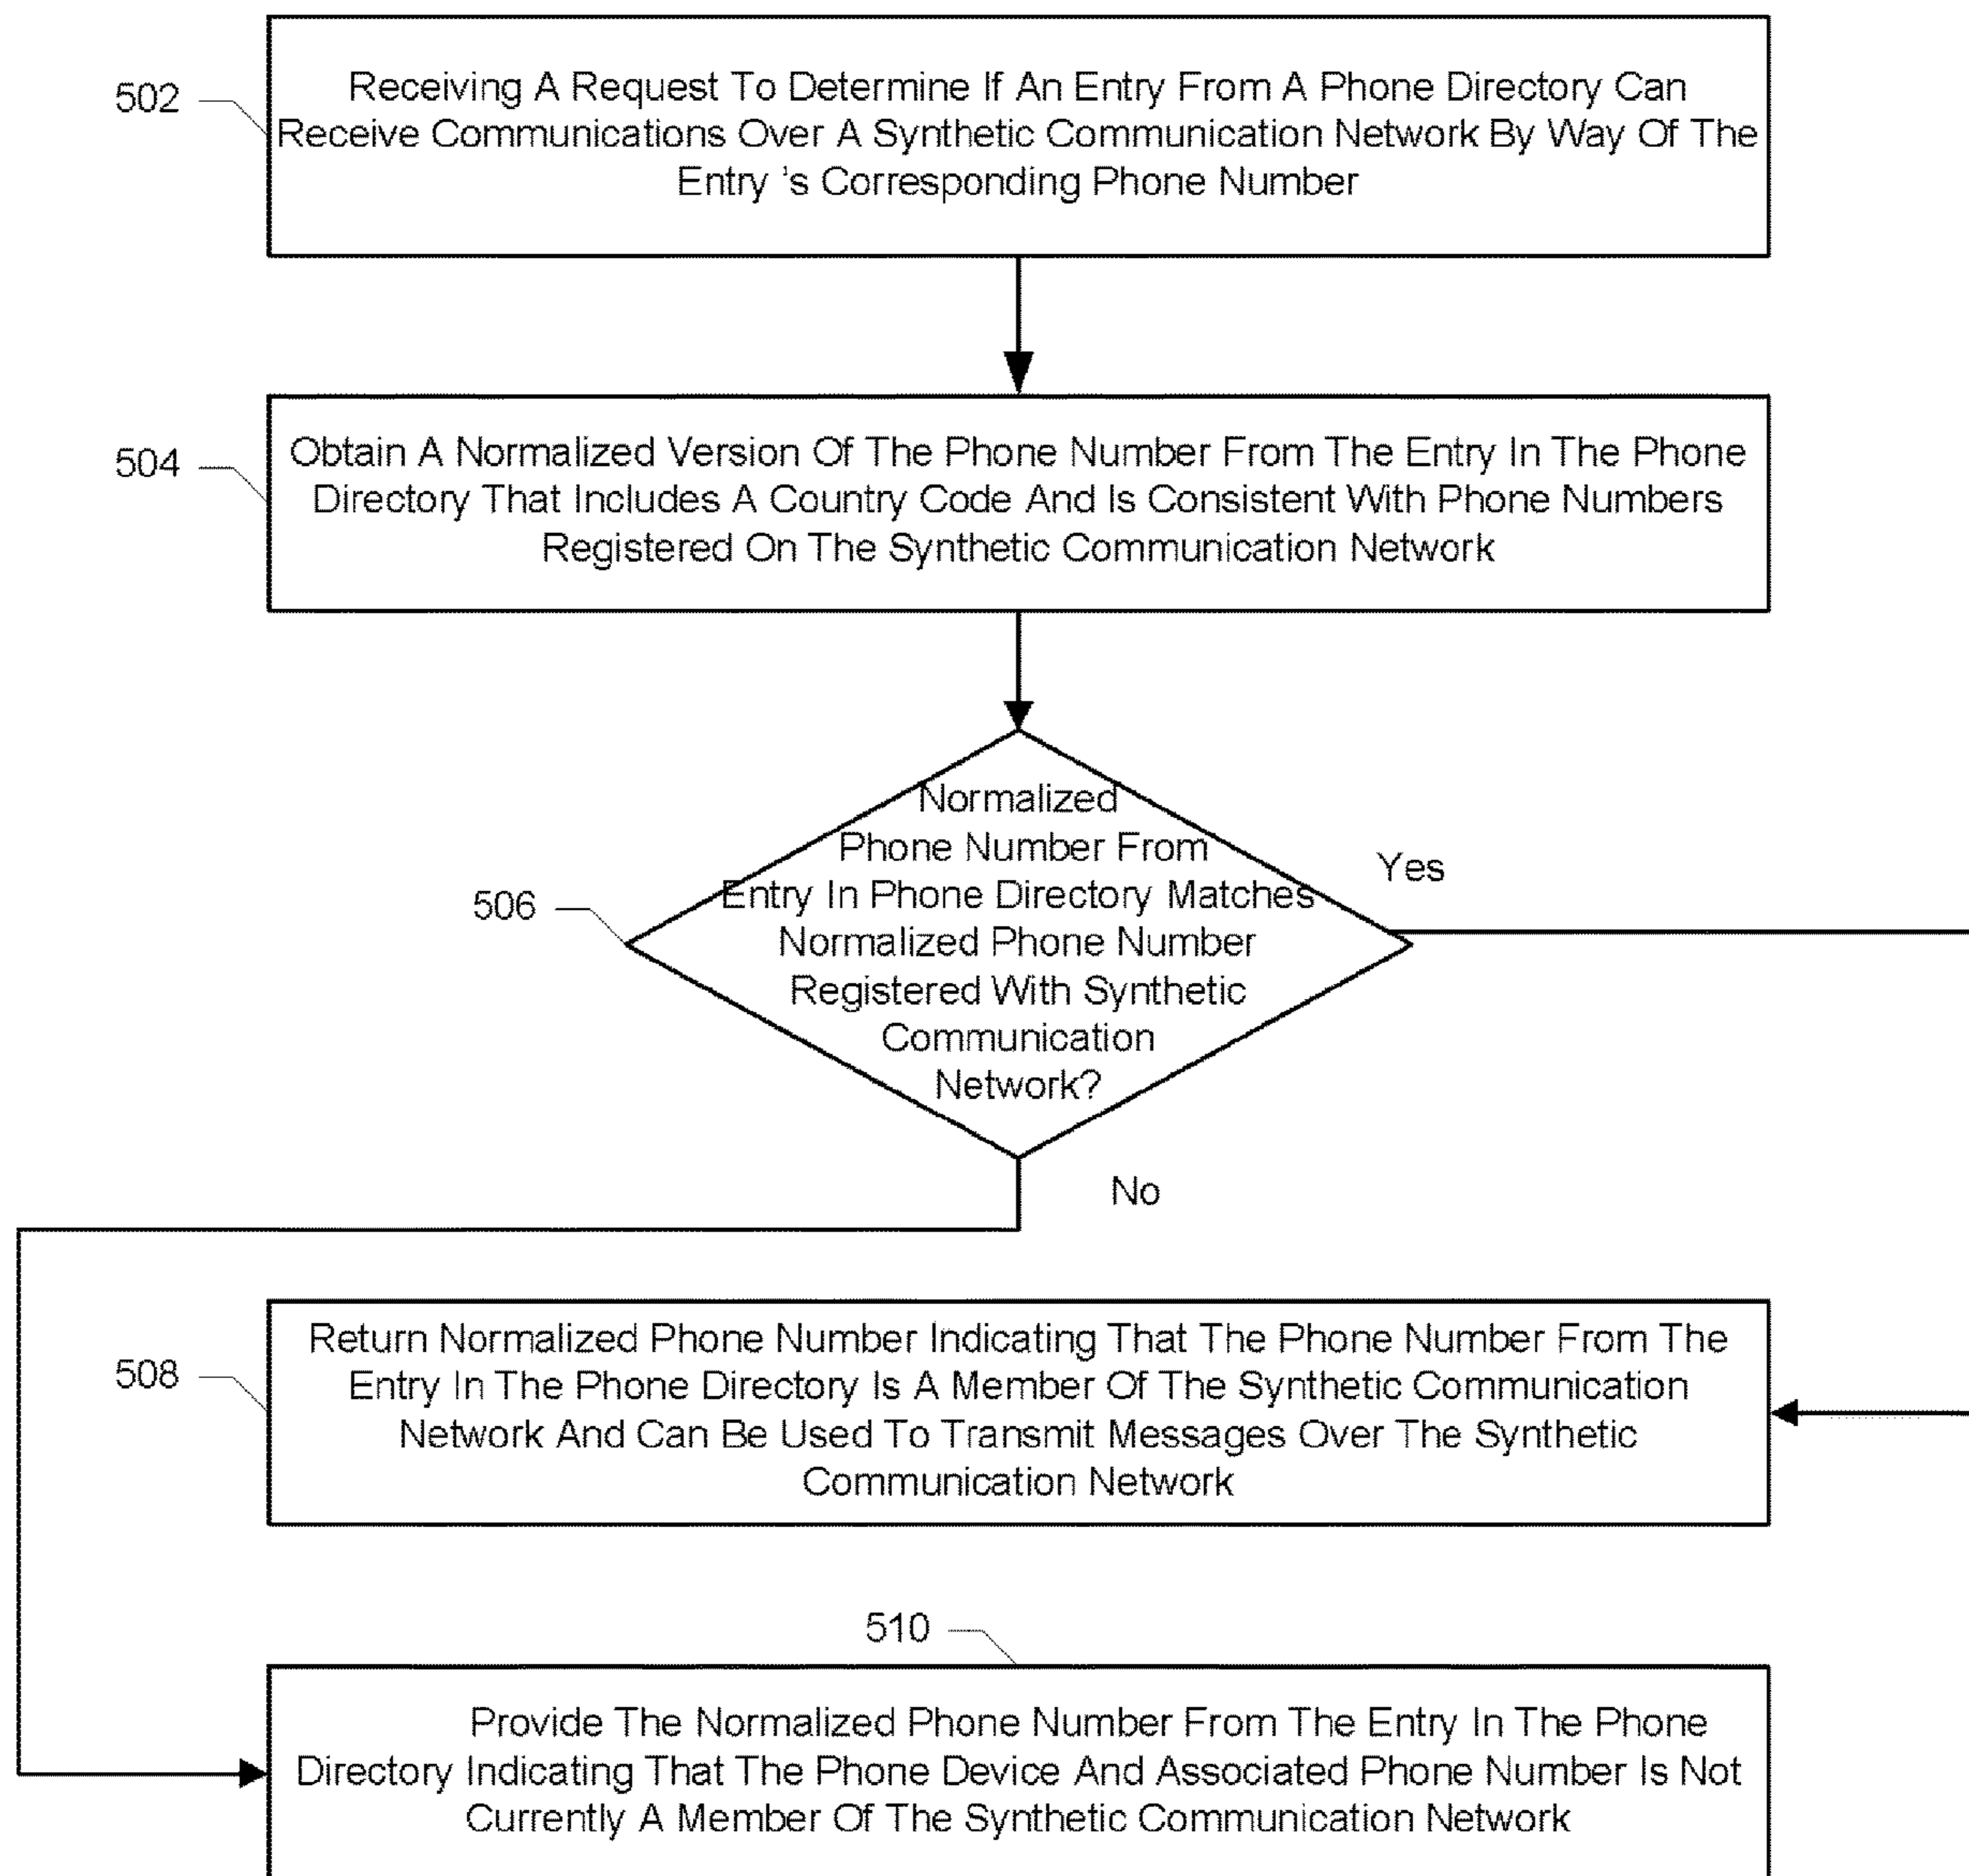 502
Receiving A Request To Determine If An Entry From A Phone Directory Can
Receive Communications Over A Synthetic Communication Network By Way Of The
Entry 's Corresponding Phone Number
504
Obtain A Normalized Version Of The Phone Number From The Entry In The Phone
Directory That Includes A Country Code And Is Consistent With Phone Numbers
Registered On The Synthetic Communication Network
506
Normalized
Phone Number From
Entry In Phone Directory Matches
Normalized Phone Number
Registered With Synthetic
Communication
Network?
Yes
No
508
Return Normalized Phone Number Indicating That The Phone Number From The
Entry In The Phone Directory Is A Member Of The Synthetic Communication
Network And Can Be Used To Transmit Messages Over The Synthetic
Communication Network
510
Provide The Normalized Phone Number From The Entry In The Phone
Directory Indicating That The Phone Device And Associated Phone Number Is Not
Currently A Member Of The Synthetic Communication Network